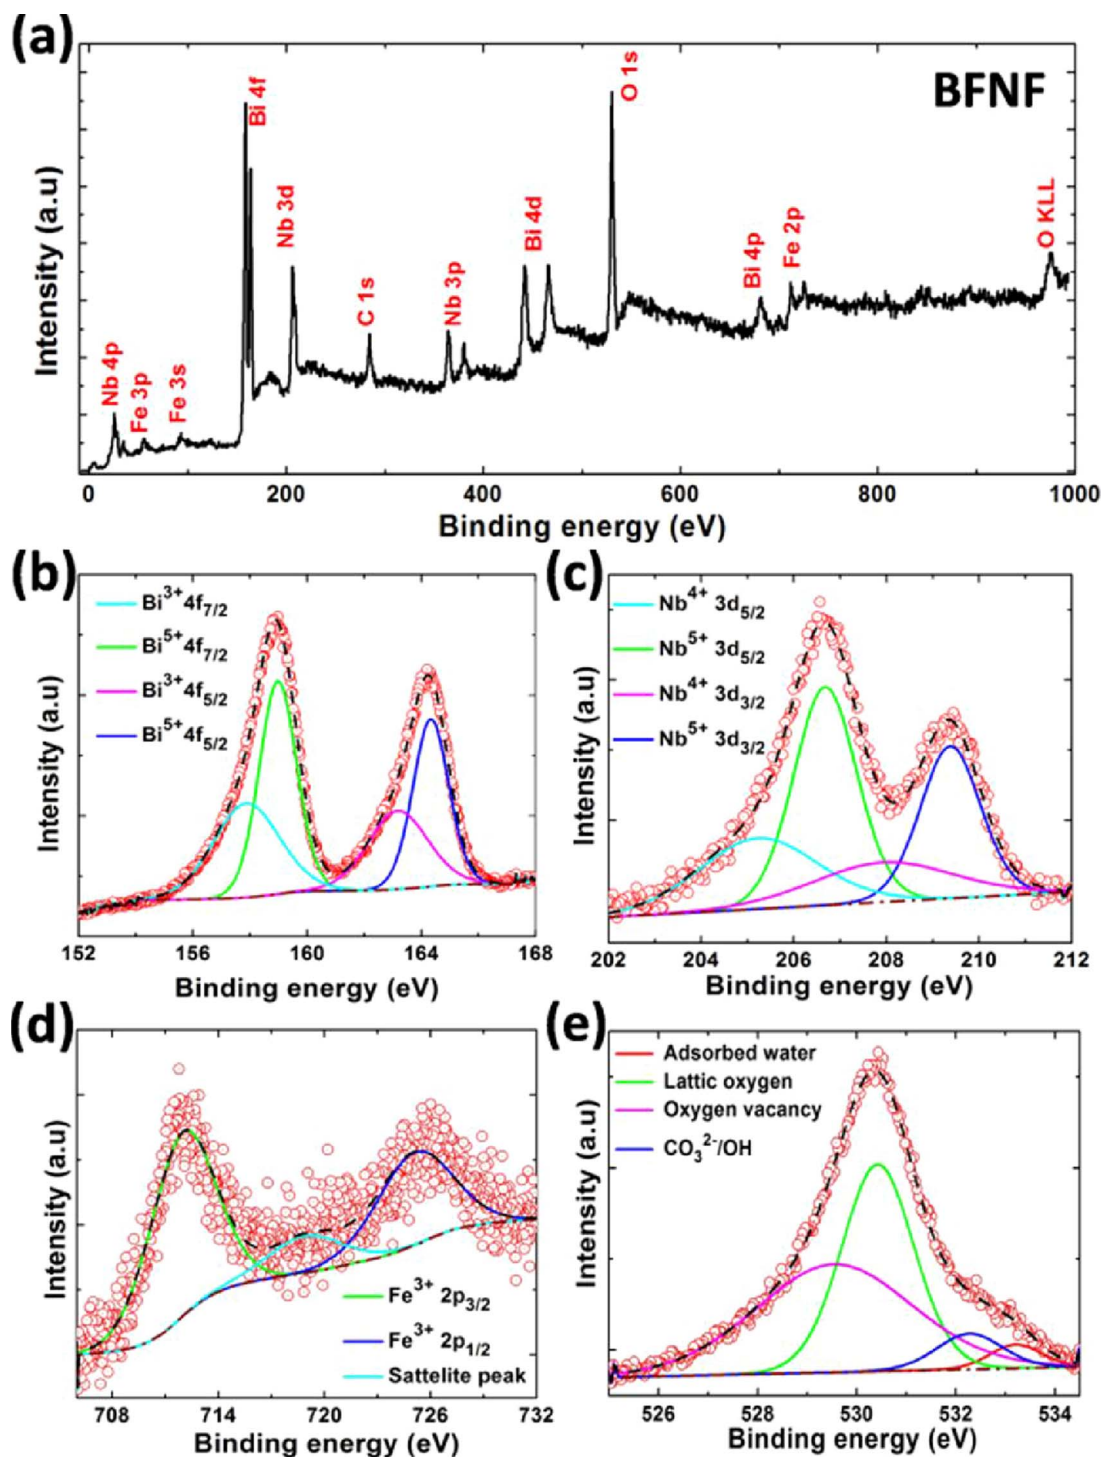 (a)
BFNF
Nb 4p
Fe 3p
Fe 3s
Bi 4f
Nb 3d
C 1s
Nb 3p
Bi 4d
O 1s
Bi 4p
Fe 2p
O KLL
Intensity (a.u)
0 200 400 600 800 1000
Binding energy (eV)
(b)
Bi³⁺ 4f₇/₂
Bi⁵⁺ 4f₇/₂
Bi³⁺ 4f₅/₂
Bi⁵⁺ 4f₅/₂
Intensity (a.u)
152 156 160 164 168
Binding energy (eV)
(c)
Nb⁴⁺ 3d₅/₂
Nb⁵⁺ 3d₅/₂
Nb⁴⁺ 3d₃/₂
Nb⁵⁺ 3d₃/₂
Intensity (a.u)
202 204 206 208 210 212
Binding energy (eV)
(d)
Fe³⁺ 2p₃/₂
Fe³⁺ 2p₁/₂
Sattelite peak
Intensity (a.u)
708 714 720 726 732
Binding energy (eV)
(e)
Adsorbed water
Lattic oxygen
Oxygen vacancy
CO₃²⁻/OH
Intensity (a.u)
526 528 530 532 534
Binding energy (eV)